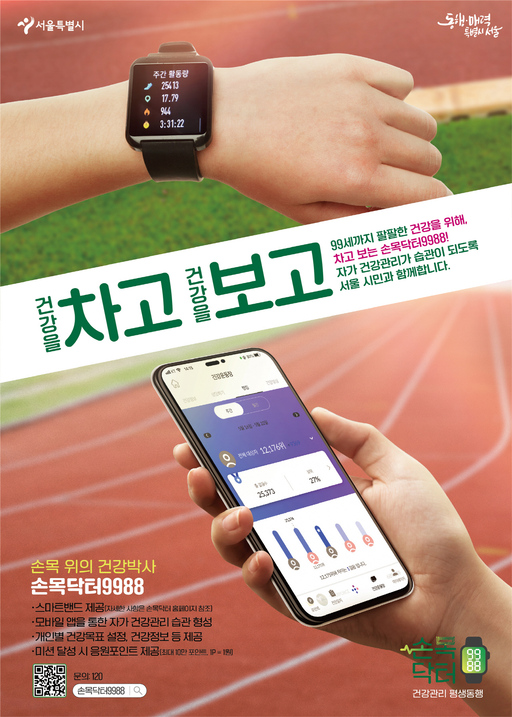 서울특별시
동행·매력
특별시 서울
주간 활동량
25413
17.79
944
3:31:22
건강을 차고 건강을 보고
99세까지 팔팔한 건강을 위해,
차고 보는 손목닥터9988!
자가 건강관리가 습관이 되도록
서울 시민과 함께합니다.
12,176위
25,373
27%
손목 위의 건강박사
손목닥터9988
·스마트밴드 제공(자세한 사항은 손목닥터 홈페이지 참조)
·모바일 앱을 통한 자가 건강관리 습관 형성
·개인별 건강목표 설정, 건강정보 등 제공
·미션 달성 시 응원포인트 제공(최대 10만 포인트, 1P = 1원)
문의: 120
손목닥터9988
손목
닥터
99
88
건강관리 평생동행